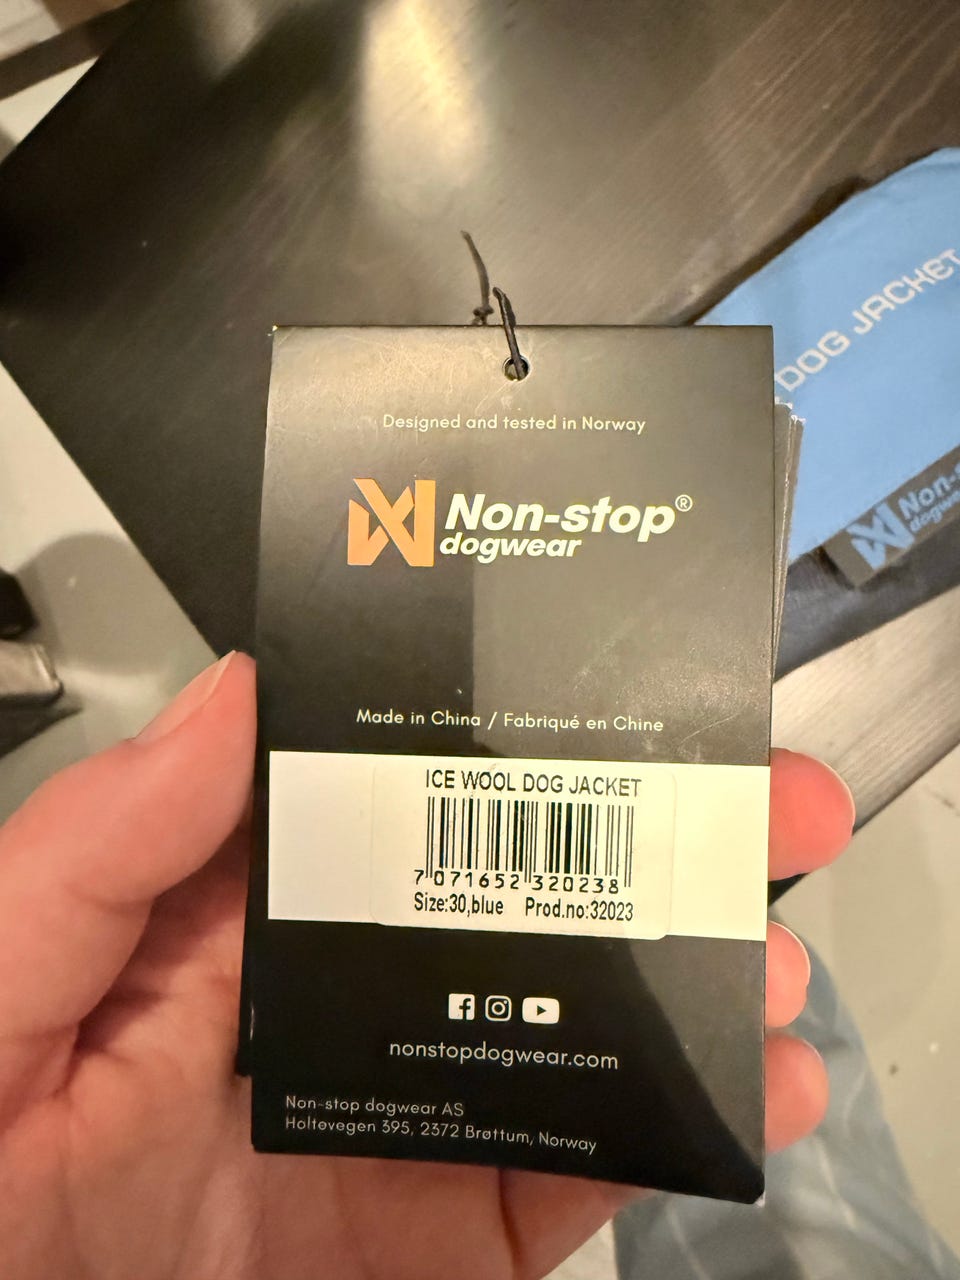 Designed and tested in Norway
Non-stop®
dogwear
Made in China / Fabriqué en Chine
ICE WOOL DOG JACKET
7 071652 320238
Size:30,blue Prod.no:32023
nonstopdogwear.com
Non-stop dogwear AS
Holtevegen 395, 2372 Brøttum, Norway
DOG JACKET
Non-s
dogwe